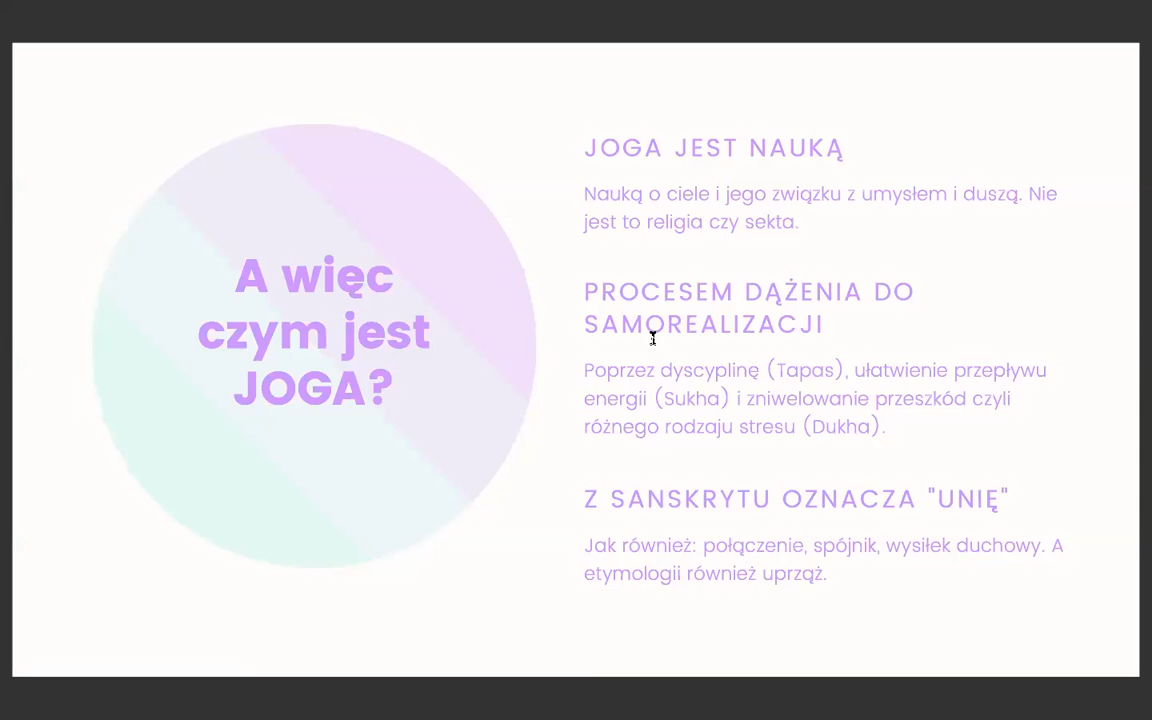 A więc
czym jest
JOGA?
JOGA JEST NAUKĄ
Nauką o ciele i jego związku z umysłem i duszą. Nie
jest to religia czy sekta.
PROCESEM DĄŻENIA DO
SAMOREALIZACJI
Poprzez dyscyplinę (Tapas), ułatwienie przepływu
energii (Sukha) i zniwelowanie przeszkód czyli
różnego rodzaju stresu (Dukha).
Z SANSKRYTU OZNACZA "UNIĘ"
Jak również: połączenie, spójnik, wysiłek duchowy. A
etymologii również uprząż.